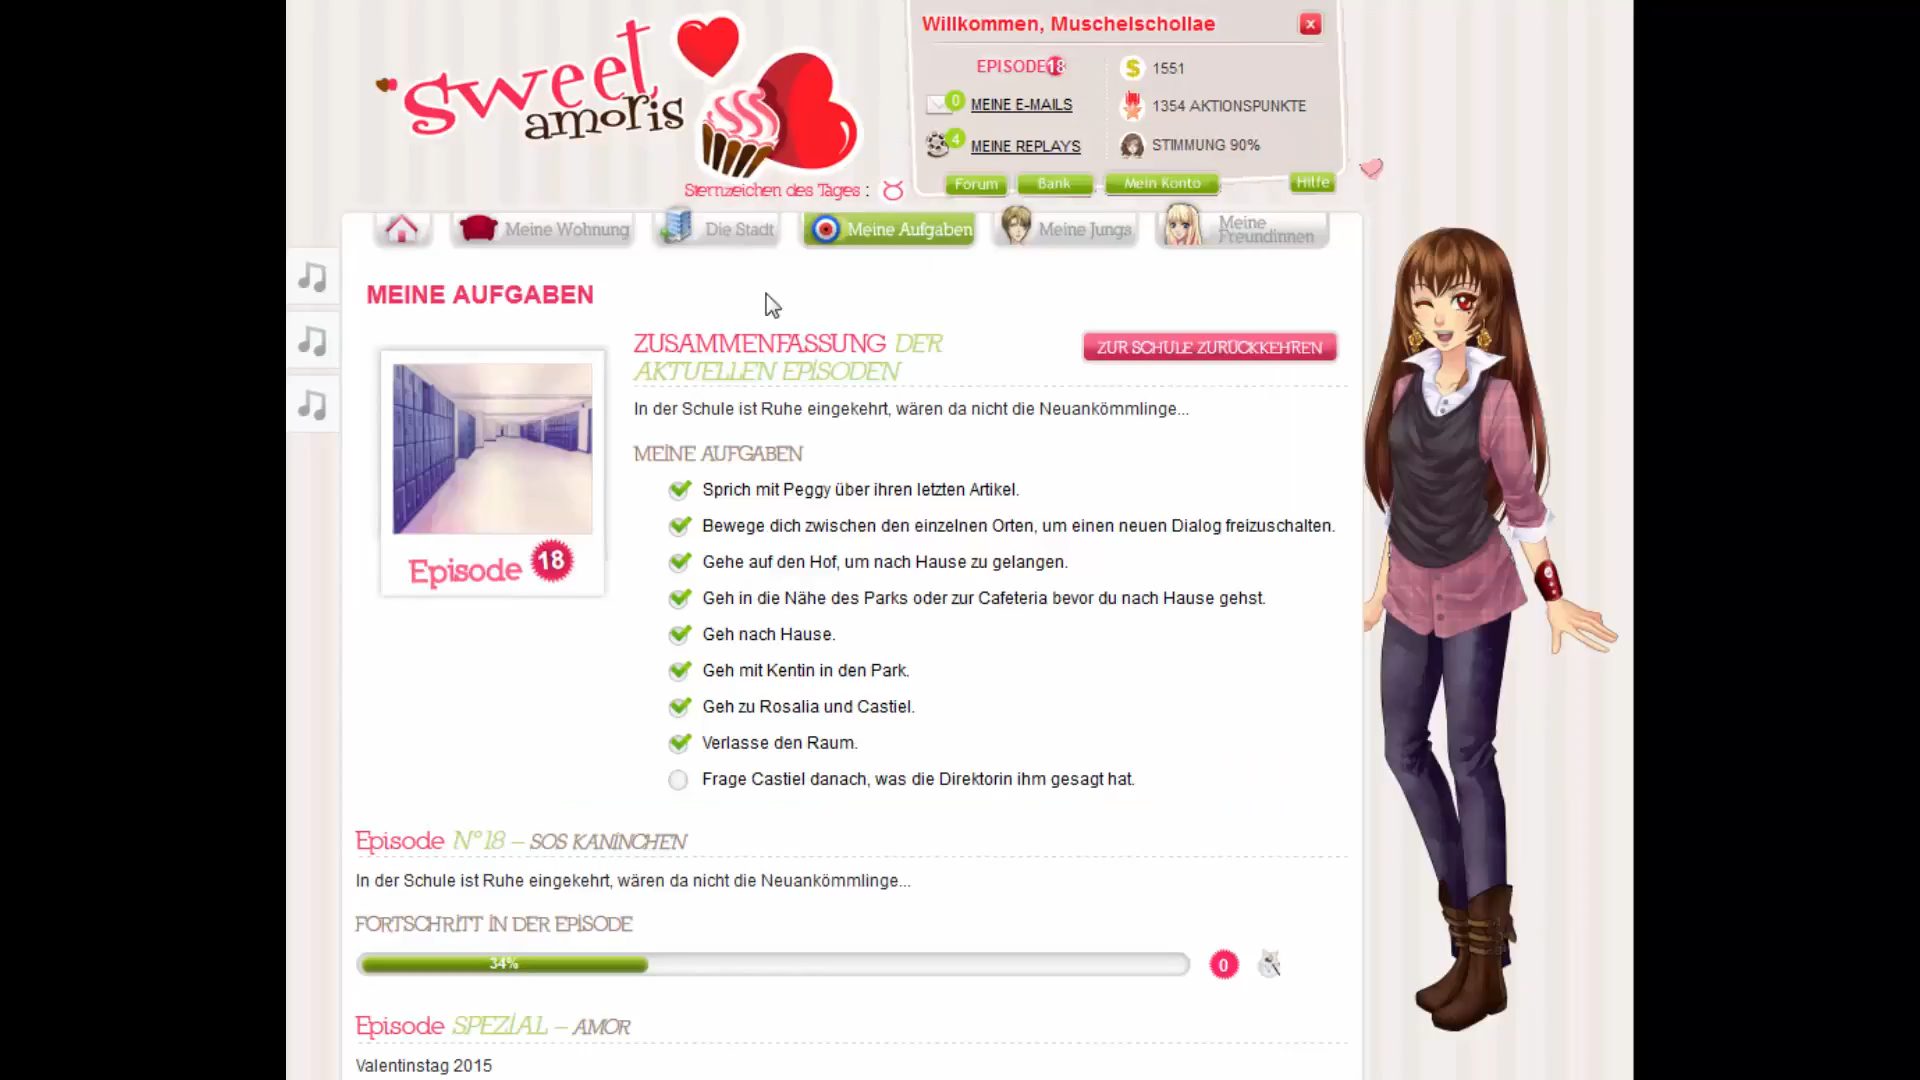 sweet
amoris
Sternzeichen des Tages :
Willkommen, Muschelschollae
x
EPISODE 18
$ 1551
0 MEINE E-MAILS
1354 AKTIONSPUNKTE
4 MEINE REPLAYS
STIMMUNG 90%
Forum
Bank
Mein Konto
Hilfe
Meine Wohnung
Die Stadt
Meine Aufgaben
Meine Jungs
Meine
Freundinnen
MEINE AUFGABEN
Episode 18
ZUSAMMENFASSUNG DER
AKTUELLEN EPISODEN
ZUR SCHULE ZURÜCKKEHREN
In der Schule ist Ruhe eingekehrt, wären da nicht die Neuankömmlinge...
MEINE AUFGABEN
Sprich mit Peggy über ihren letzten Artikel.
Bewege dich zwischen den einzelnen Orten, um einen neuen Dialog freizuschalten.
Gehe auf den Hof, um nach Hause zu gelangen.
Geh in die Nähe des Parks oder zur Cafeteria bevor du nach Hause gehst.
Geh nach Hause.
Geh mit Kentin in den Park.
Geh zu Rosalia und Castiel.
Verlasse den Raum.
Frage Castiel danach, was die Direktorin ihm gesagt hat.
Episode N°18 – SOS KANINCHEN
In der Schule ist Ruhe eingekehrt, wären da nicht die Neuankömmlinge...
FORTSCHRITT IN DER EPISODE
34%
0
Episode SPEZIAL – AMOR
Valentinstag 2015